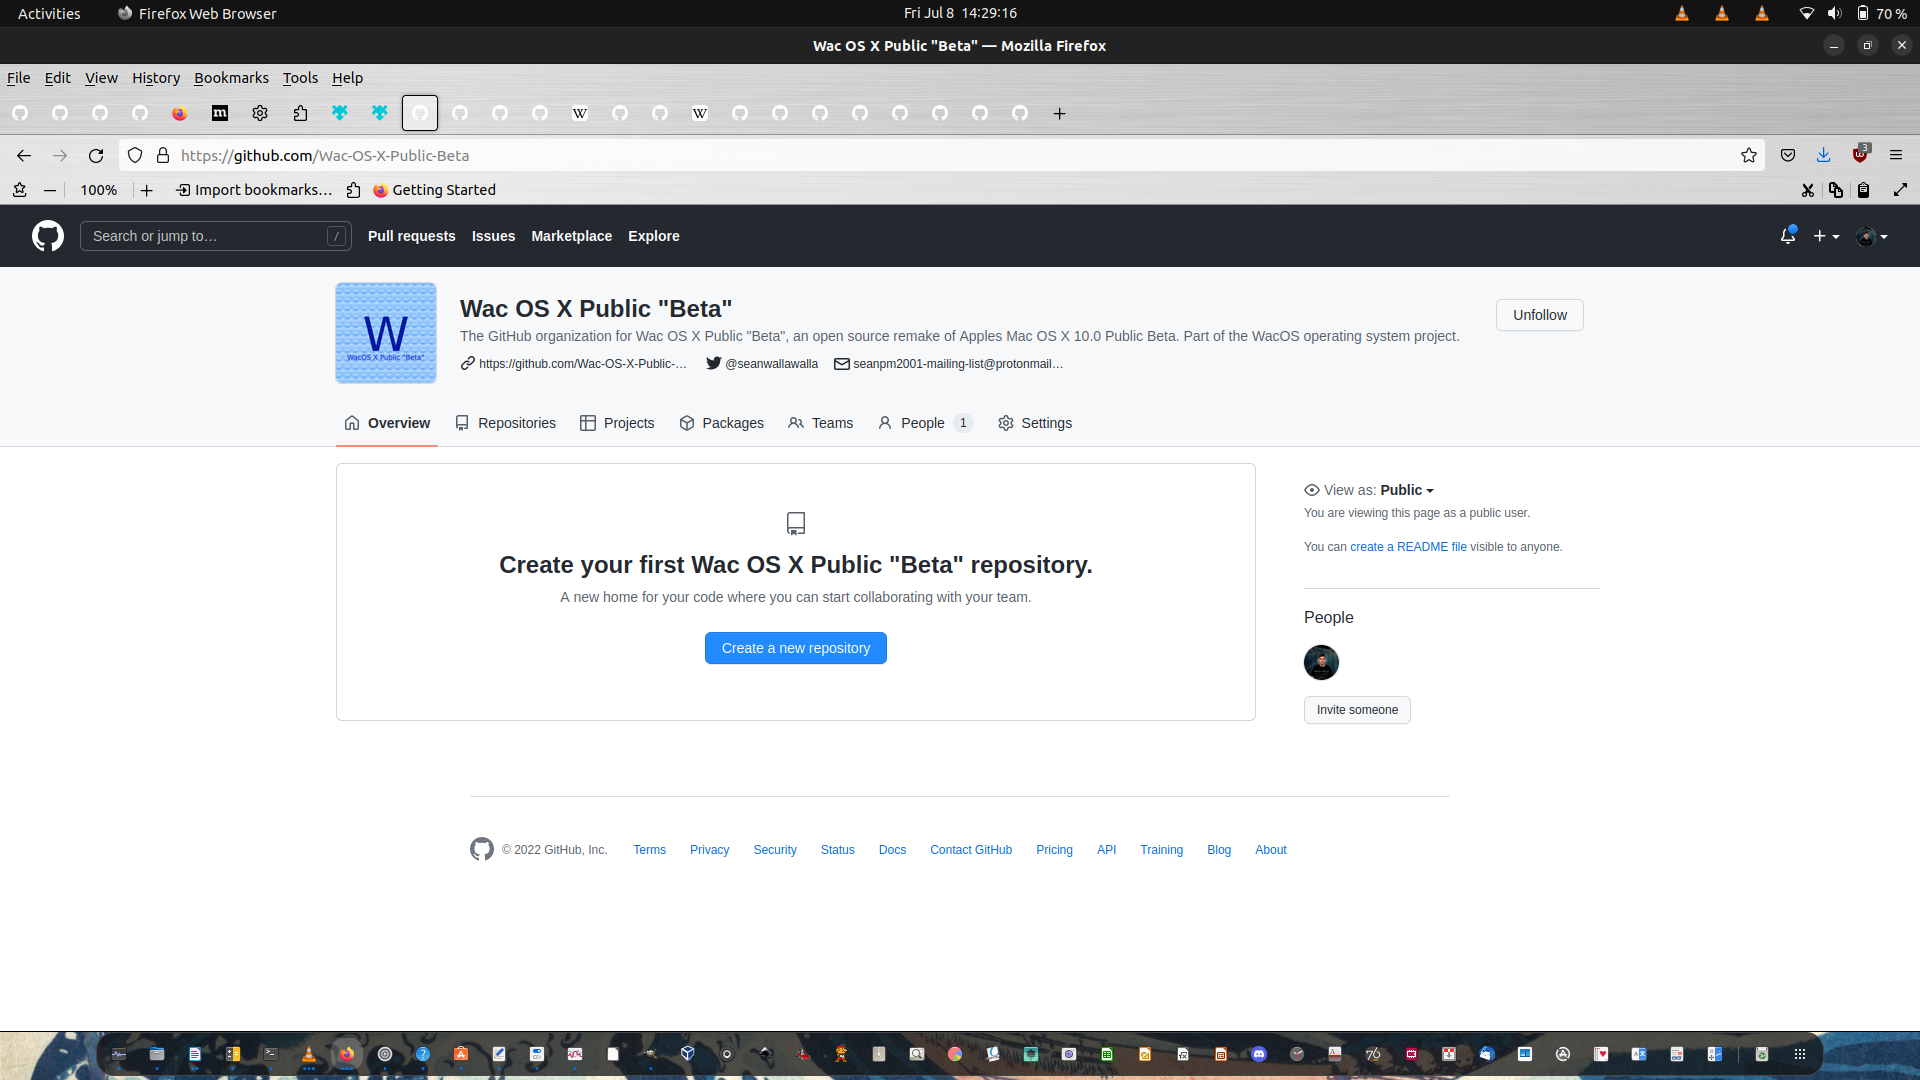 Activities Firefox Web Browser Fri Jul 8 14:29:16 70 %
Wac OS X Public "Beta" — Mozilla Firefox
File Edit View History Bookmarks Tools Help
m W W
https://github.com/Wac-OS-X-Public-Beta 3
100% Import bookmarks… Getting Started
Search or jump to… / Pull requests Issues Marketplace Explore
W
WacOS X Public "Beta"
Wac OS X Public "Beta"
Unfollow
The GitHub organization for Wac OS X Public "Beta", an open source remake of Apples Mac OS X 10.0 Public Beta. Part of the WacOS operating system project.
https://github.com/Wac-OS-X-Public-… @seanwallawalla seanpm2001-mailing-list@protonmail…
Overview Repositories Projects Packages Teams People 1 Settings
Create your first Wac OS X Public "Beta" repository.
A new home for your code where you can start collaborating with your team.
Create a new repository
View as: Public
You are viewing this page as a public user.
You can create a README file visible to anyone.
People
Invite someone
© 2022 GitHub, Inc. Terms Privacy Security Status Docs Contact GitHub Pricing API Training Blog About